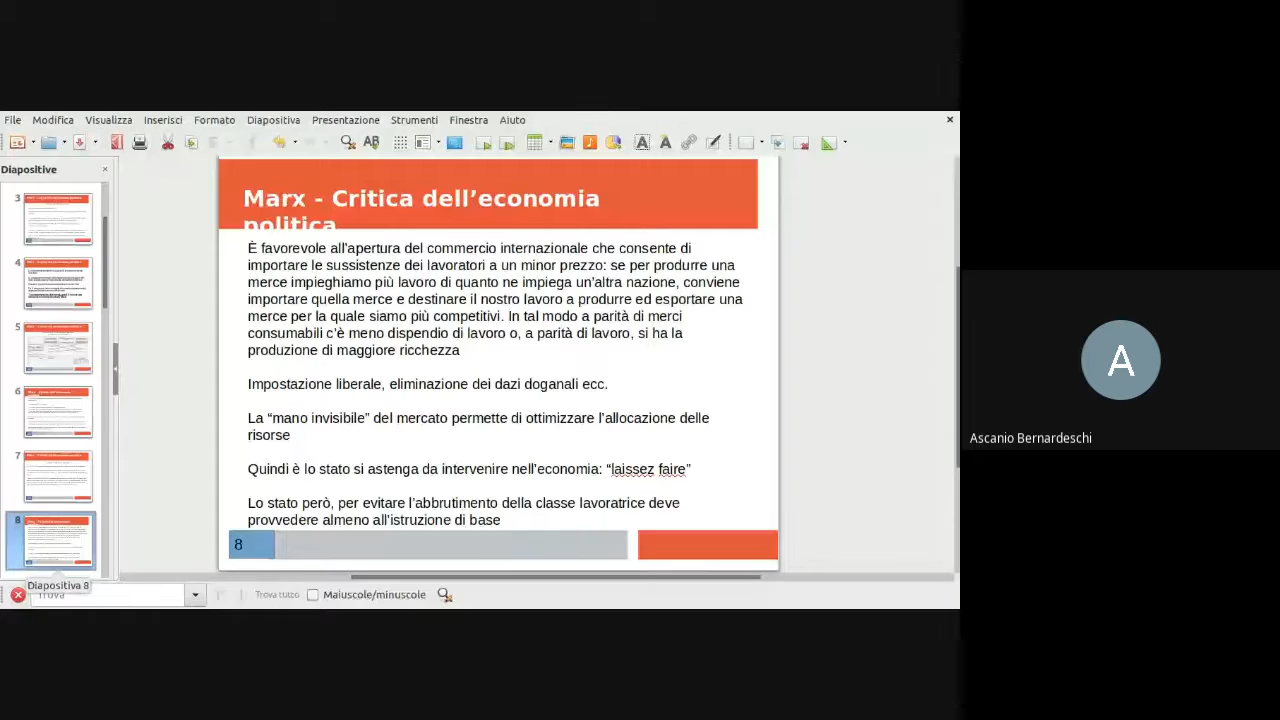 File Modifica Visualizza Inserisci Formato Diapositiva Presentazione Strumenti Finestra Aiuto
Diapositive
3
4
5
6
7
8
Diapositiva 8
Marx - Critica dell’economia
politica
È favorevole all’apertura del commercio internazionale che consente di
importare le sussistenze dei lavoratori a un minor prezzo: se per produrre una
merce impieghiamo più lavoro di quanto ne impiega un’altra nazione, conviene
importare quella merce e destinare il nostro lavoro a produrre ed esportare una
merce per la quale siamo più competitivi. In tal modo a parità di merci
consumabili c’è meno dispendio di lavoro o, a parità di lavoro, si ha la
produzione di maggiore ricchezza
Impostazione liberale, eliminazione dei dazi doganali ecc.
La “mano invisibile” del mercato permette di ottimizzare l’allocazione delle
risorse
Quindi è lo stato si astenga da intervenire nell’economia: “laissez faire”
Lo stato però, per evitare l’abbrutimento della classe lavoratrice deve
provvedere almeno all’istruzione di base
8
Trova Trova tutto Maiuscole/minuscole
A
Ascanio Bernardeschi